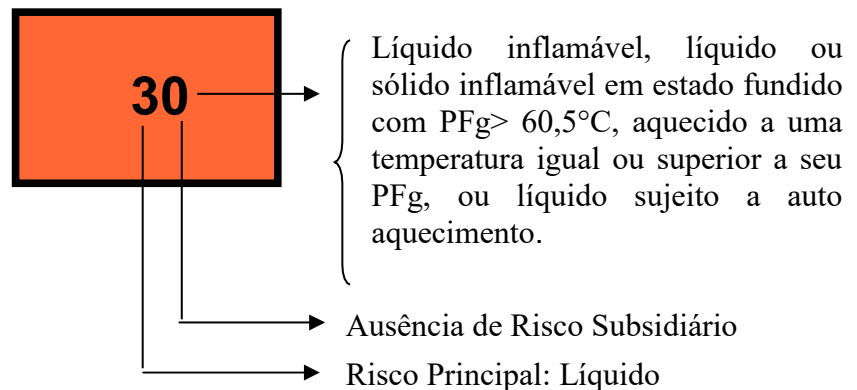 30
Líquido inflamável, líquido ou
sólido inflamável em estado fundido
com PFg> 60,5°C, aquecido a uma
temperatura igual ou superior a seu
PFg, ou líquido sujeito a auto
aquecimento.
Ausência de Risco Subsidiário
Risco Principal: Líquido